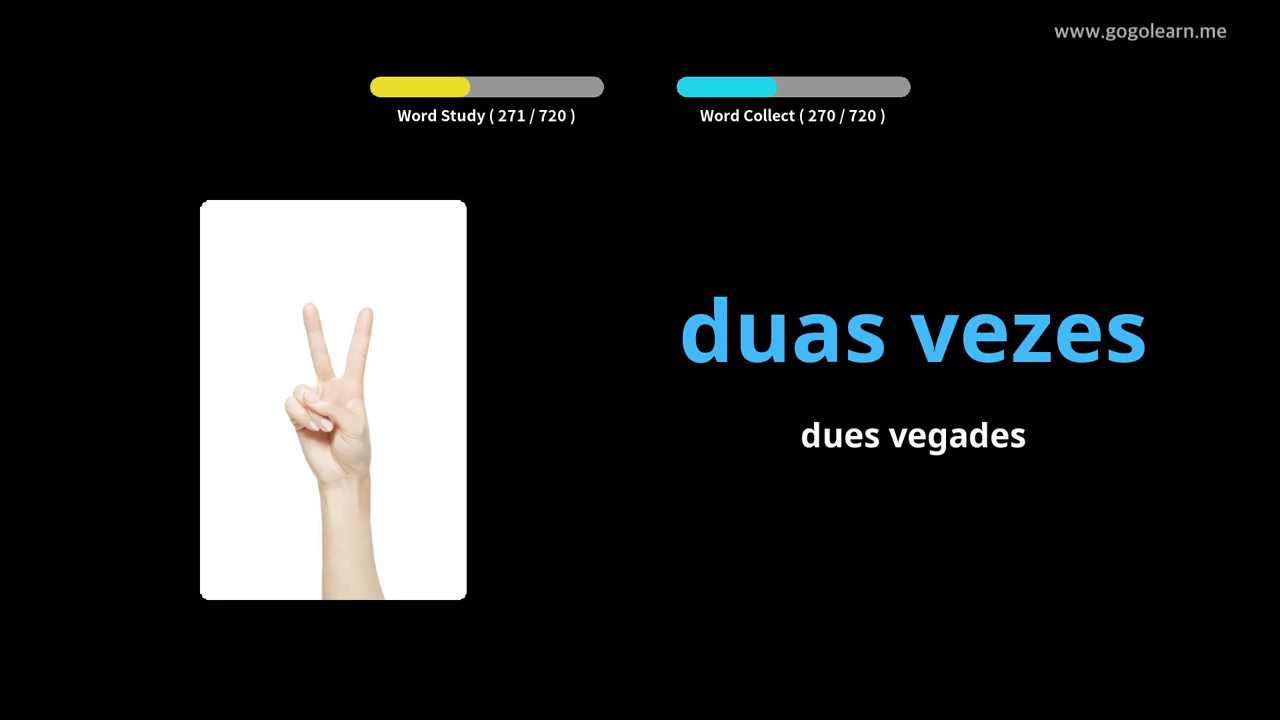 www.gogolearn.me
Word Study ( 271 / 720 )
Word Collect ( 270 / 720 )
duas vezes
dues vegades